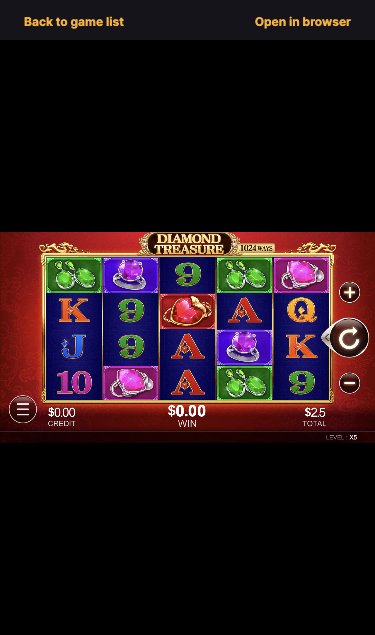 Back to game list Open in browser
DIAMOND
TREASURE
1024 WAYS
9
K 9 A Q
J 9 A K
10 A 9
$0.00 $0.00 $2.5
CREDIT WIN TOTAL
LEVEL : X5